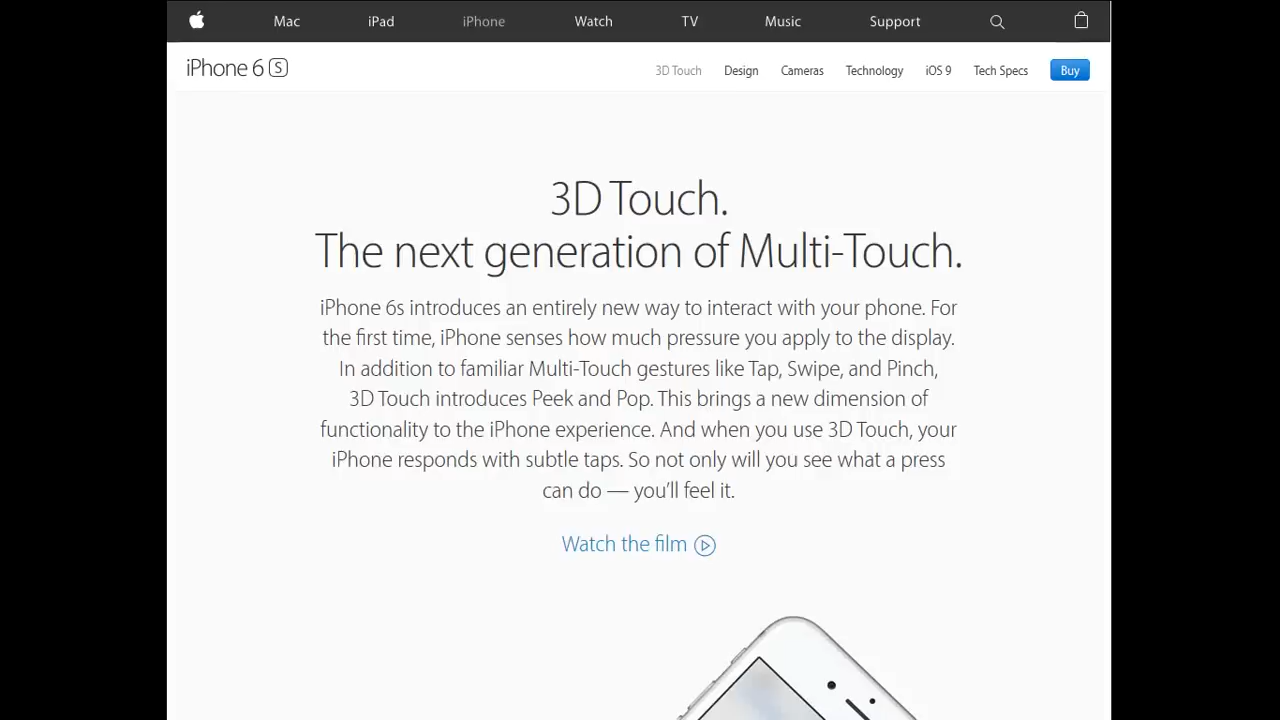 Mac iPad iPhone Watch TV Music Support
iPhone 6 S
3D Touch Design Cameras Technology iOS 9 Tech Specs Buy
3D Touch.
The next generation of Multi-Touch.
iPhone 6s introduces an entirely new way to interact with your phone. For
the first time, iPhone senses how much pressure you apply to the display.
In addition to familiar Multi-Touch gestures like Tap, Swipe, and Pinch,
3D Touch introduces Peek and Pop. This brings a new dimension of
functionality to the iPhone experience. And when you use 3D Touch, your
iPhone responds with subtle taps. So not only will you see what a press
can do — you’ll feel it.
Watch the film